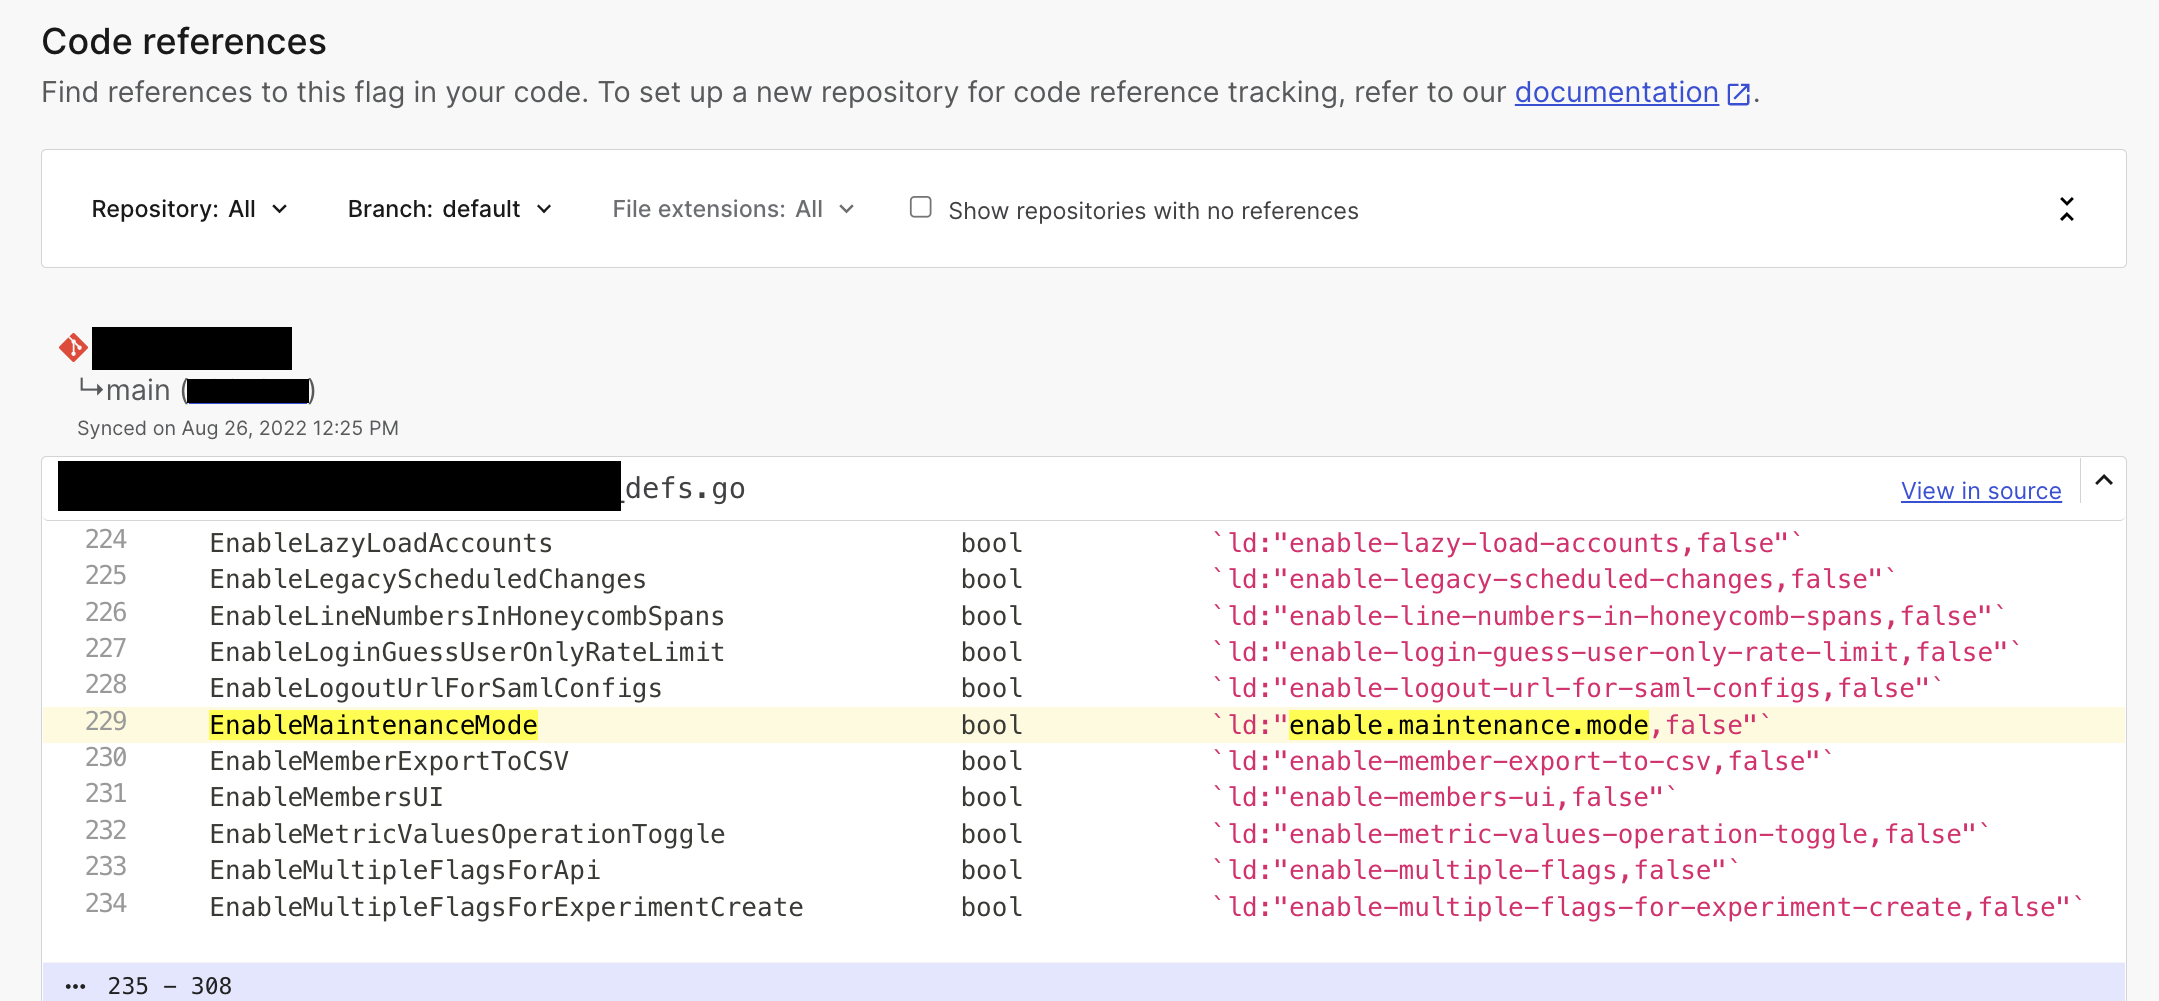 Code references
Find references to this flag in your code. To set up a new repository for code reference tracking, refer to our documentation.
Repository: All Branch: default File extensions: All Show repositories with no references
main ( )
Synced on Aug 26, 2022 12:25 PM
_defs.go View in source
224 EnableLazyLoadAccounts bool `ld:"enable-lazy-load-accounts,false"`
225 EnableLegacyScheduledChanges bool `ld:"enable-legacy-scheduled-changes,false"`
226 EnableLineNumbersInHoneycombSpans bool `ld:"enable-line-numbers-in-honeycomb-spans,false"`
227 EnableLoginGuessUserOnlyRateLimit bool `ld:"enable-login-guess-user-only-rate-limit,false"`
228 EnableLogoutUrlForSamlConfigs bool `ld:"enable-logout-url-for-saml-configs,false"`
229 EnableMaintenanceMode bool `ld:"enable.maintenance.mode,false"`
230 EnableMemberExportToCSV bool `ld:"enable-member-export-to-csv,false"`
231 EnableMembersUI bool `ld:"enable-members-ui,false"`
232 EnableMetricValuesOperationToggle bool `ld:"enable-metric-values-operation-toggle,false"`
233 EnableMultipleFlagsForApi bool `ld:"enable-multiple-flags,false"`
234 EnableMultipleFlagsForExperimentCreate bool `ld:"enable-multiple-flags-for-experiment-create,false"`
••• 235 – 308